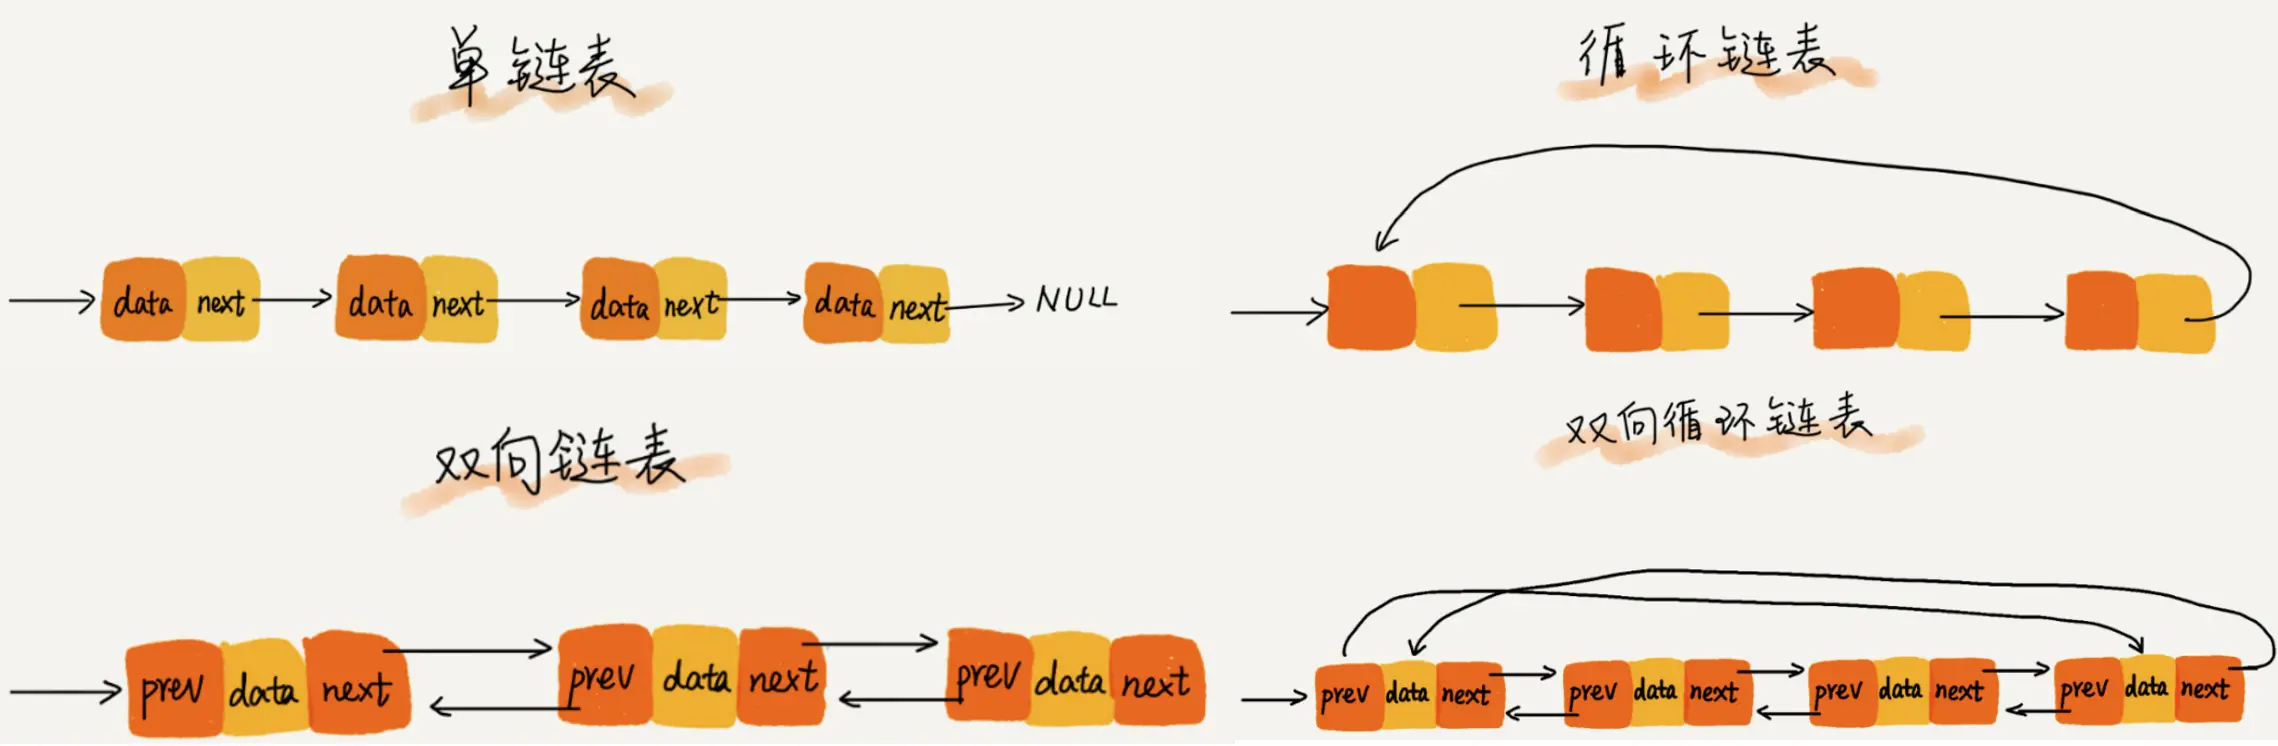 单链表
data next data next data next data next NULL
循环链表
双向链表
prev data next prev data next prev data next
双向循环链表
prev data next prev data next prev data next prev data next